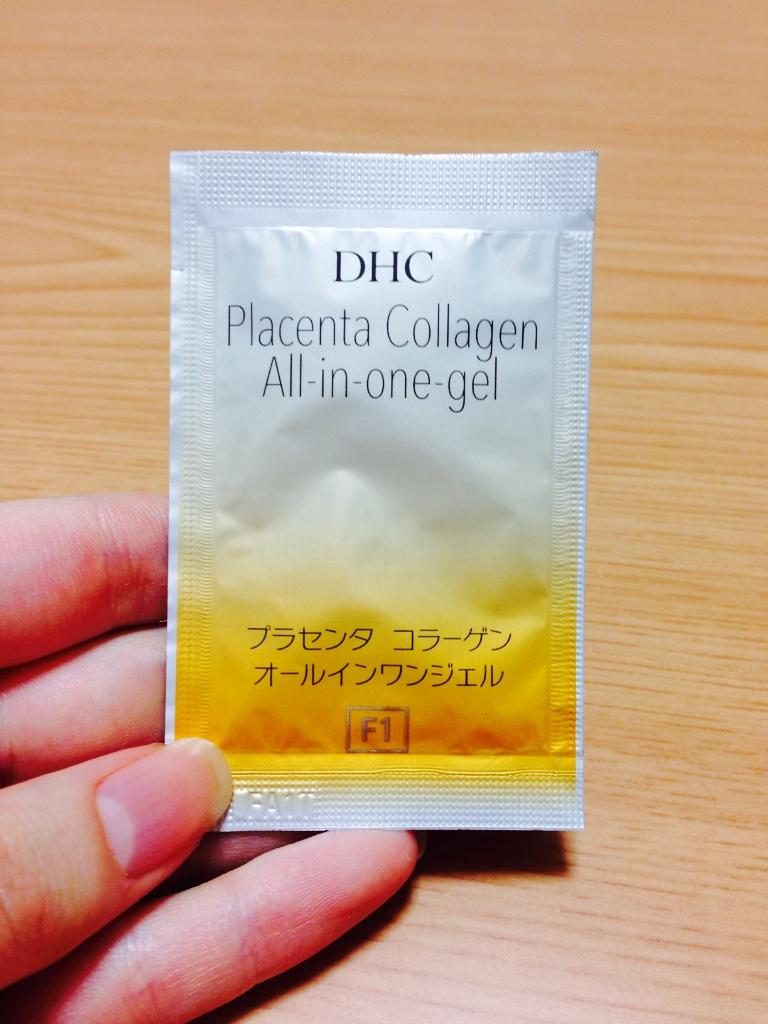 DHC
Placenta Collagen
All-in-one-gel
プラセンタ コラーゲン
オールインワンジェル
F1